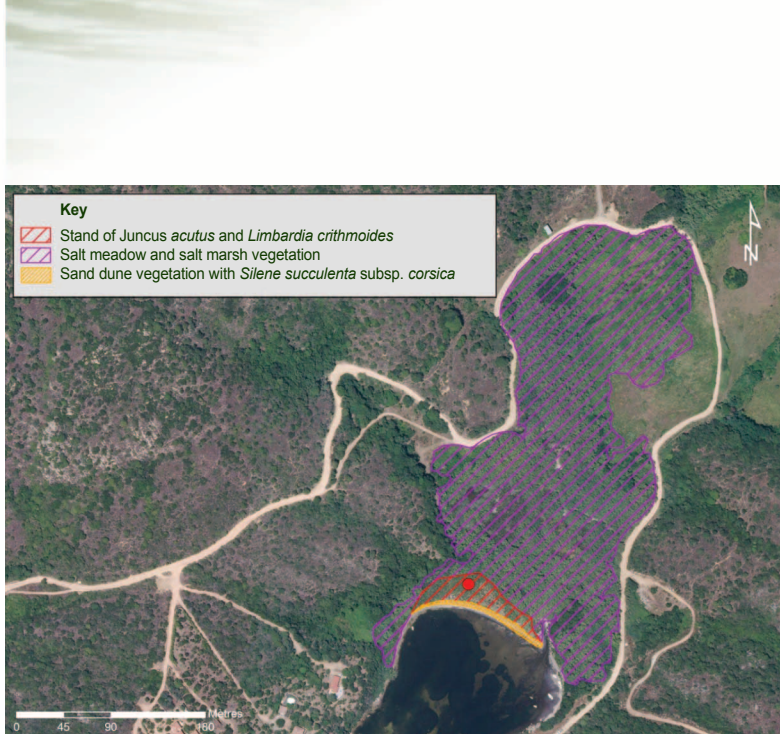 Key
Stand of Juncus acutus and Limbardia crithmoides
Salt meadow and salt marsh vegetation
Sand dune vegetation with Silene succulenta subsp. corsica
N
Metres
0 45 90 180